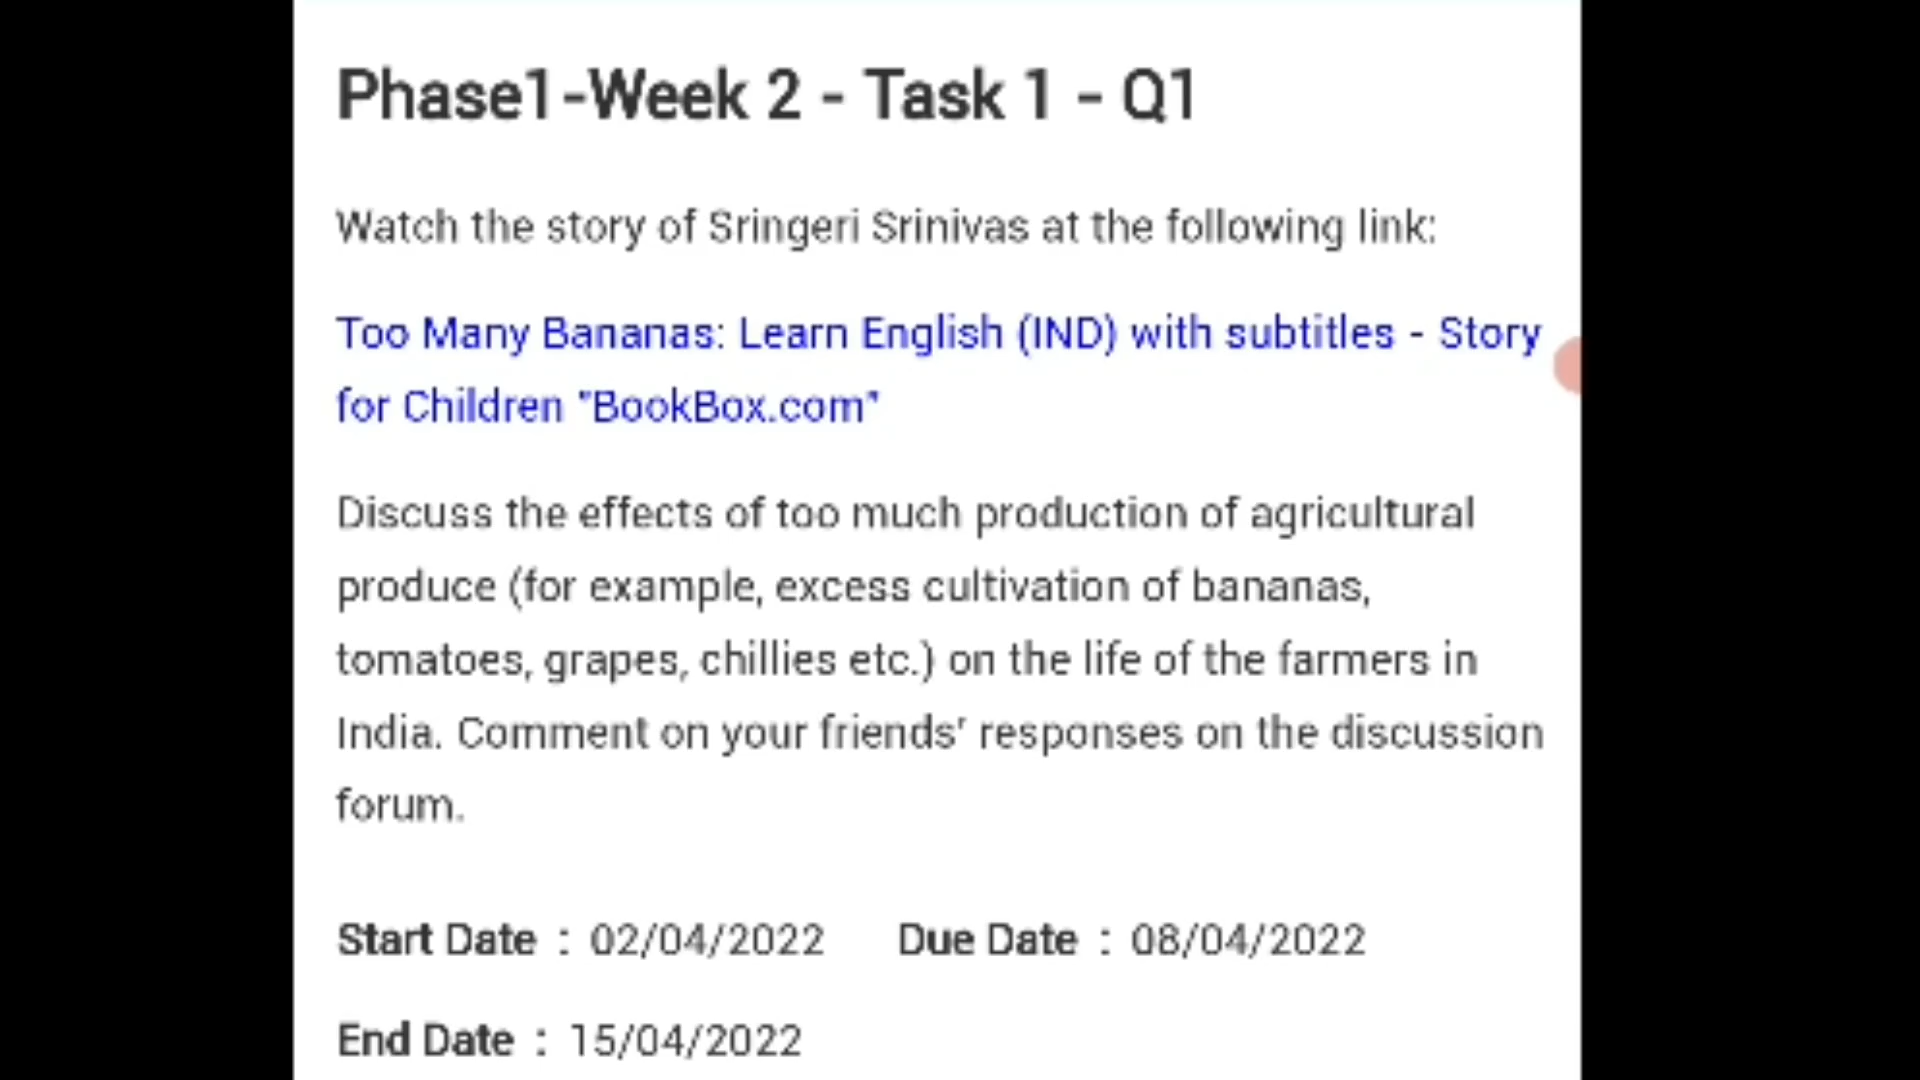 Phase1-Week 2 - Task 1 - Q1
Watch the story of Sringeri Srinivas at the following link:
Too Many Bananas: Learn English (IND) with subtitles - Story
for Children "BookBox.com"
Discuss the effects of too much production of agricultural
produce (for example, excess cultivation of bananas,
tomatoes, grapes, chillies etc.) on the life of the farmers in
India. Comment on your friends' responses on the discussion
forum.
Start Date : 02/04/2022 Due Date : 08/04/2022
End Date : 15/04/2022